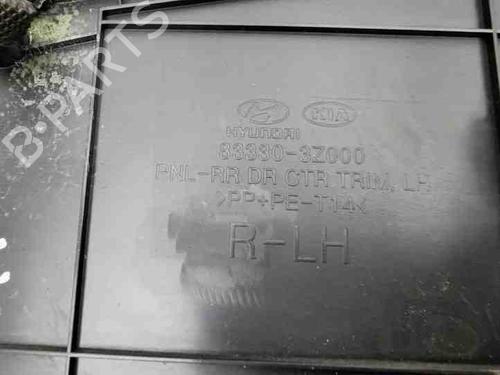 B-PARTS
HYUNDAI KIA
83330-3Z000
PNL-RR DR CTR TRIM, LH
>PP+PE-T14<
R-LH